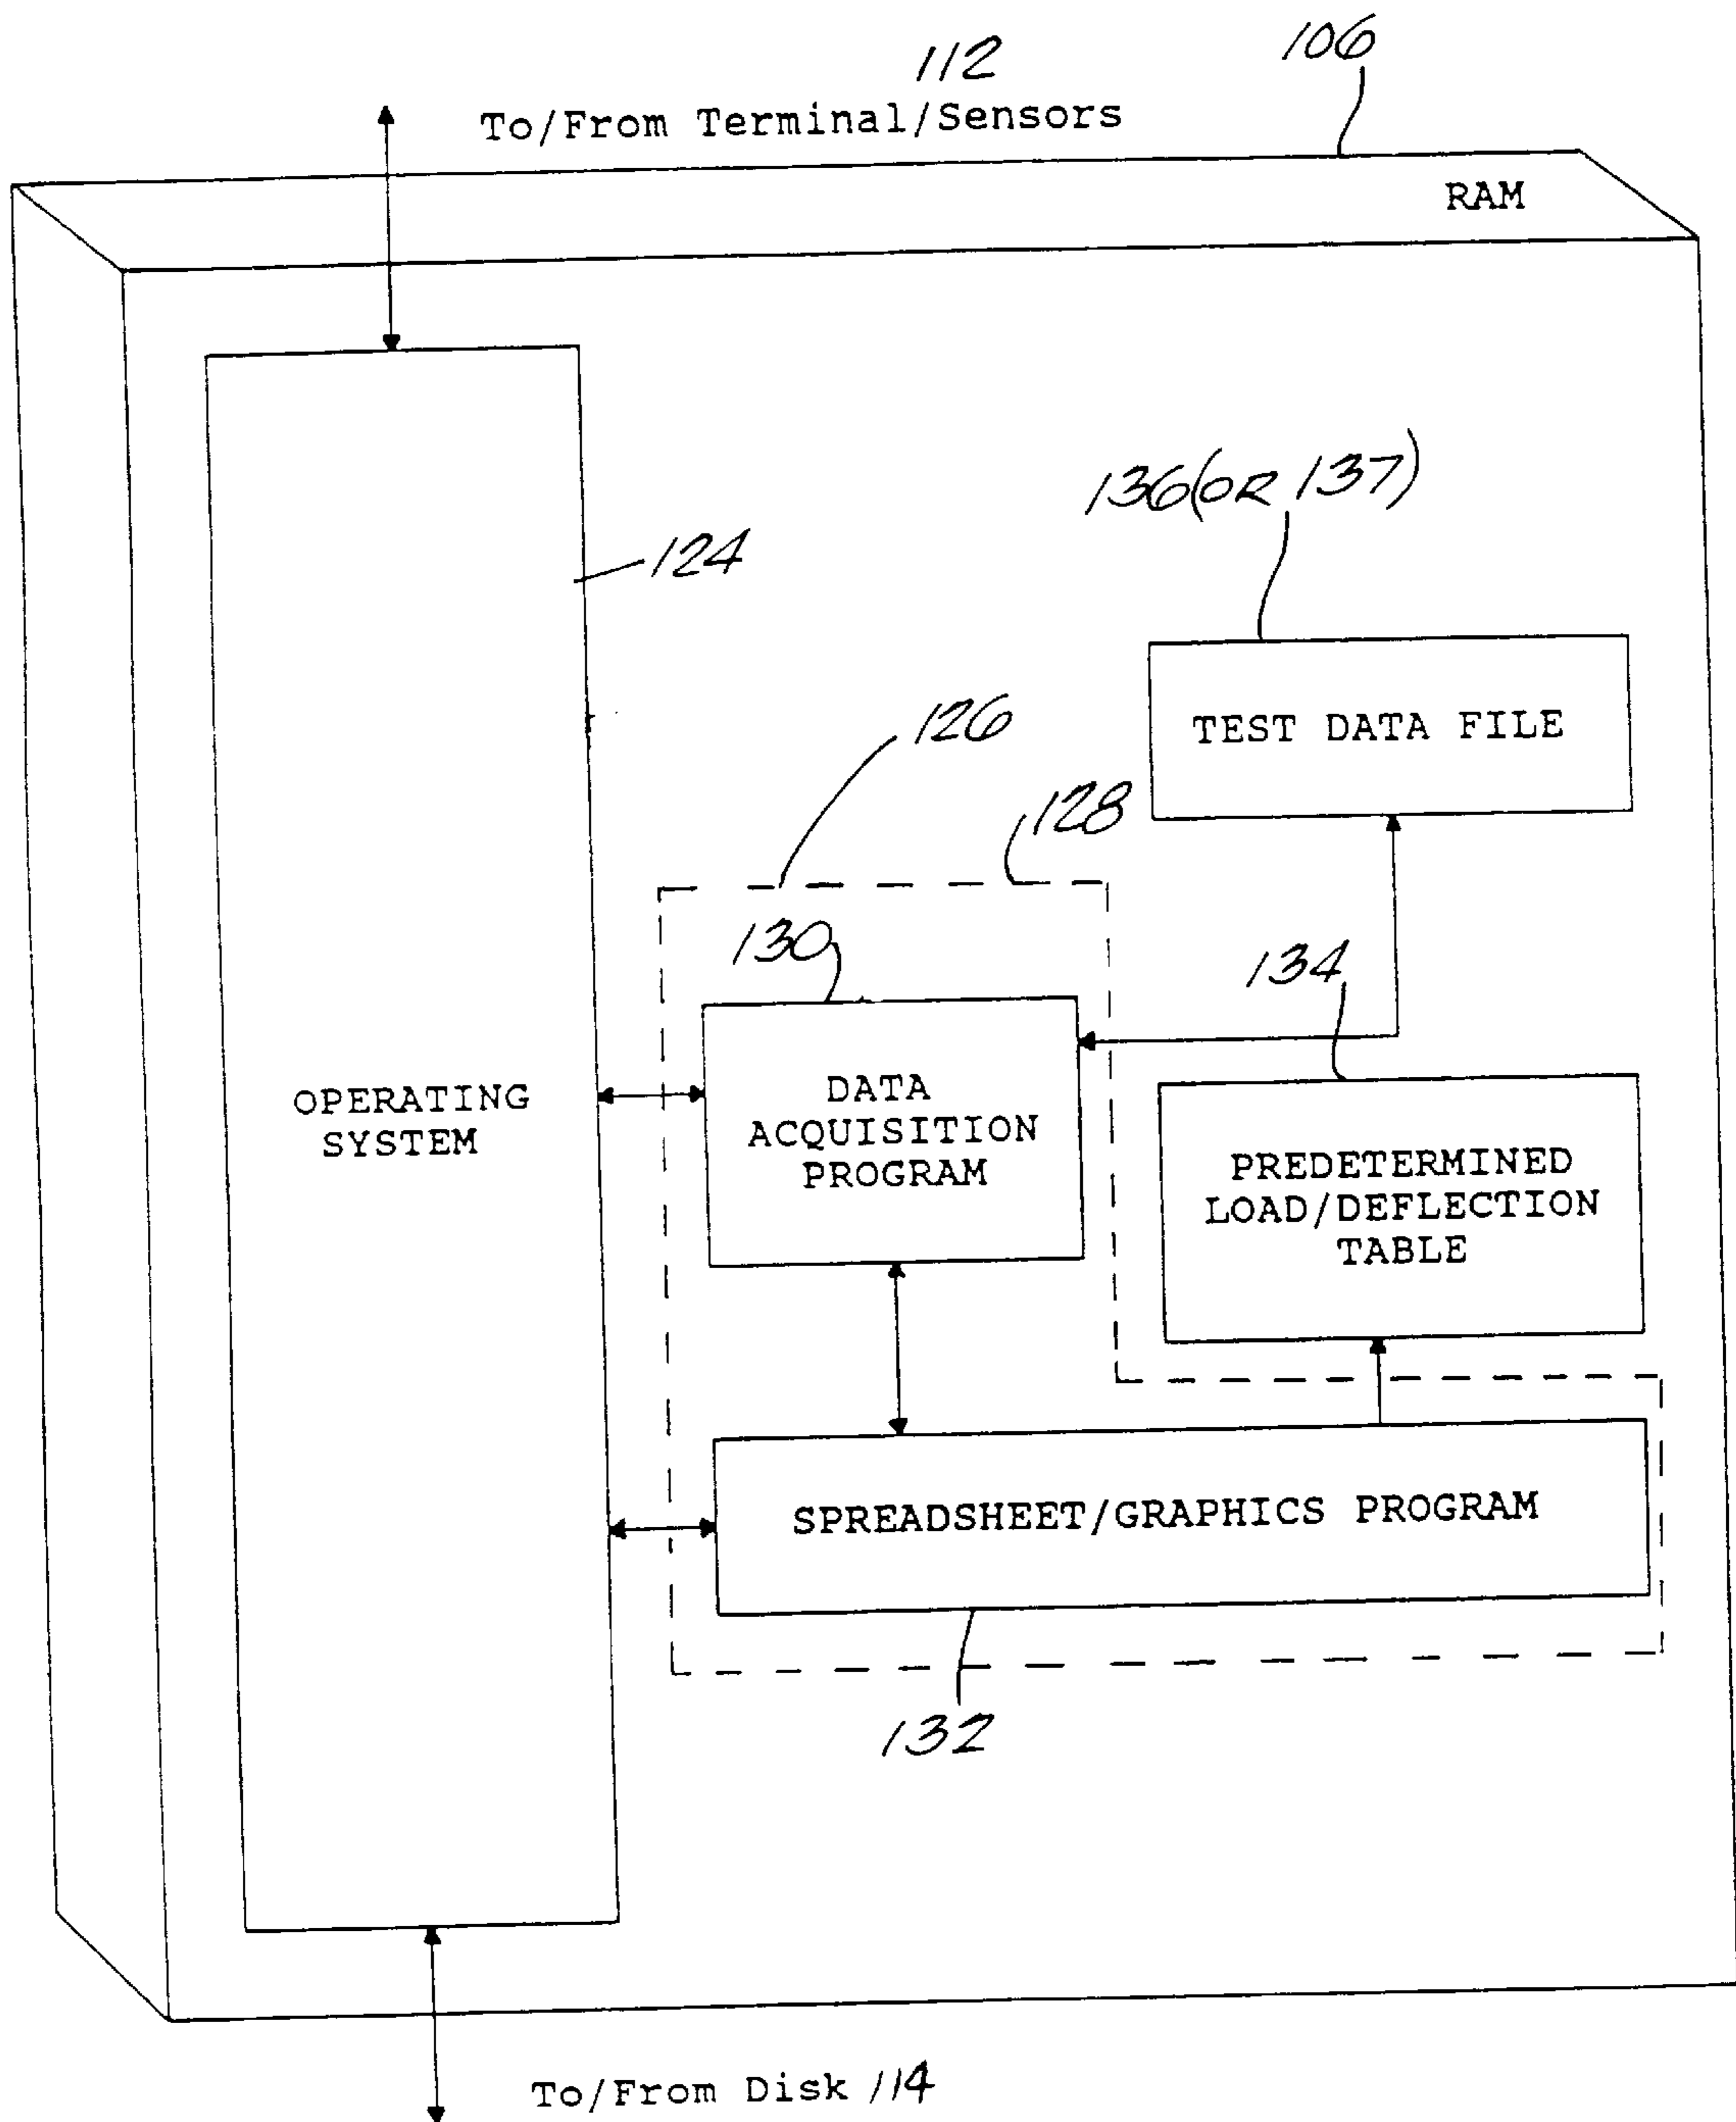 112
106
To/From Terminal/Sensors
RAM
136(OR 137)
124
TEST DATA FILE
126
128
130
134
OPERATING
SYSTEM
DATA
ACQUISITION
PROGRAM
PREDETERMINED
LOAD/DEFLECTION
TABLE
SPREADSHEET/GRAPHICS PROGRAM
132
To/From Disk 114